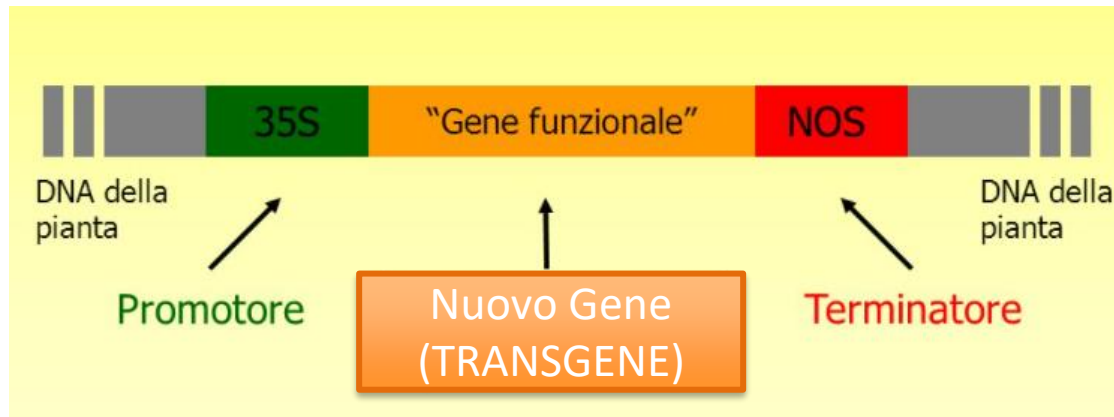 35S
"Gene funzionale"
NOS
DNA della
pianta
DNA della
pianta
Promotore
Nuovo Gene
(TRANSGENE)
Terminatore